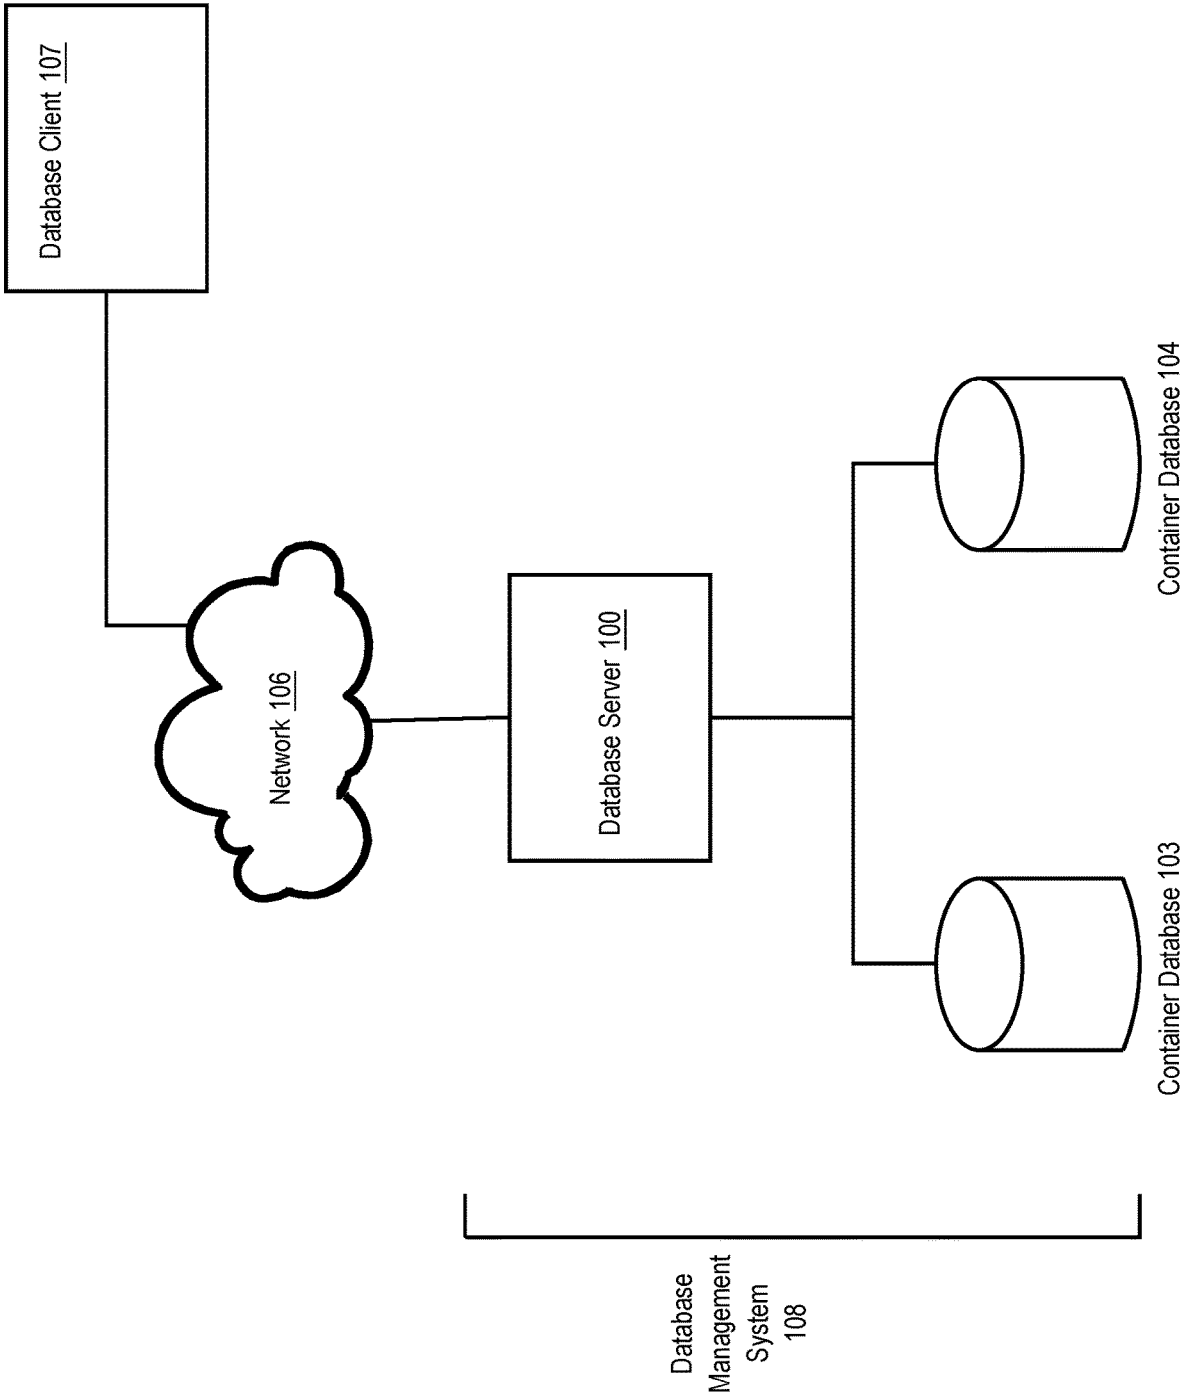 Database Client 107
Network 106
Database Server 100
Container Database 103
Container Database 104
Database
Management
System
108